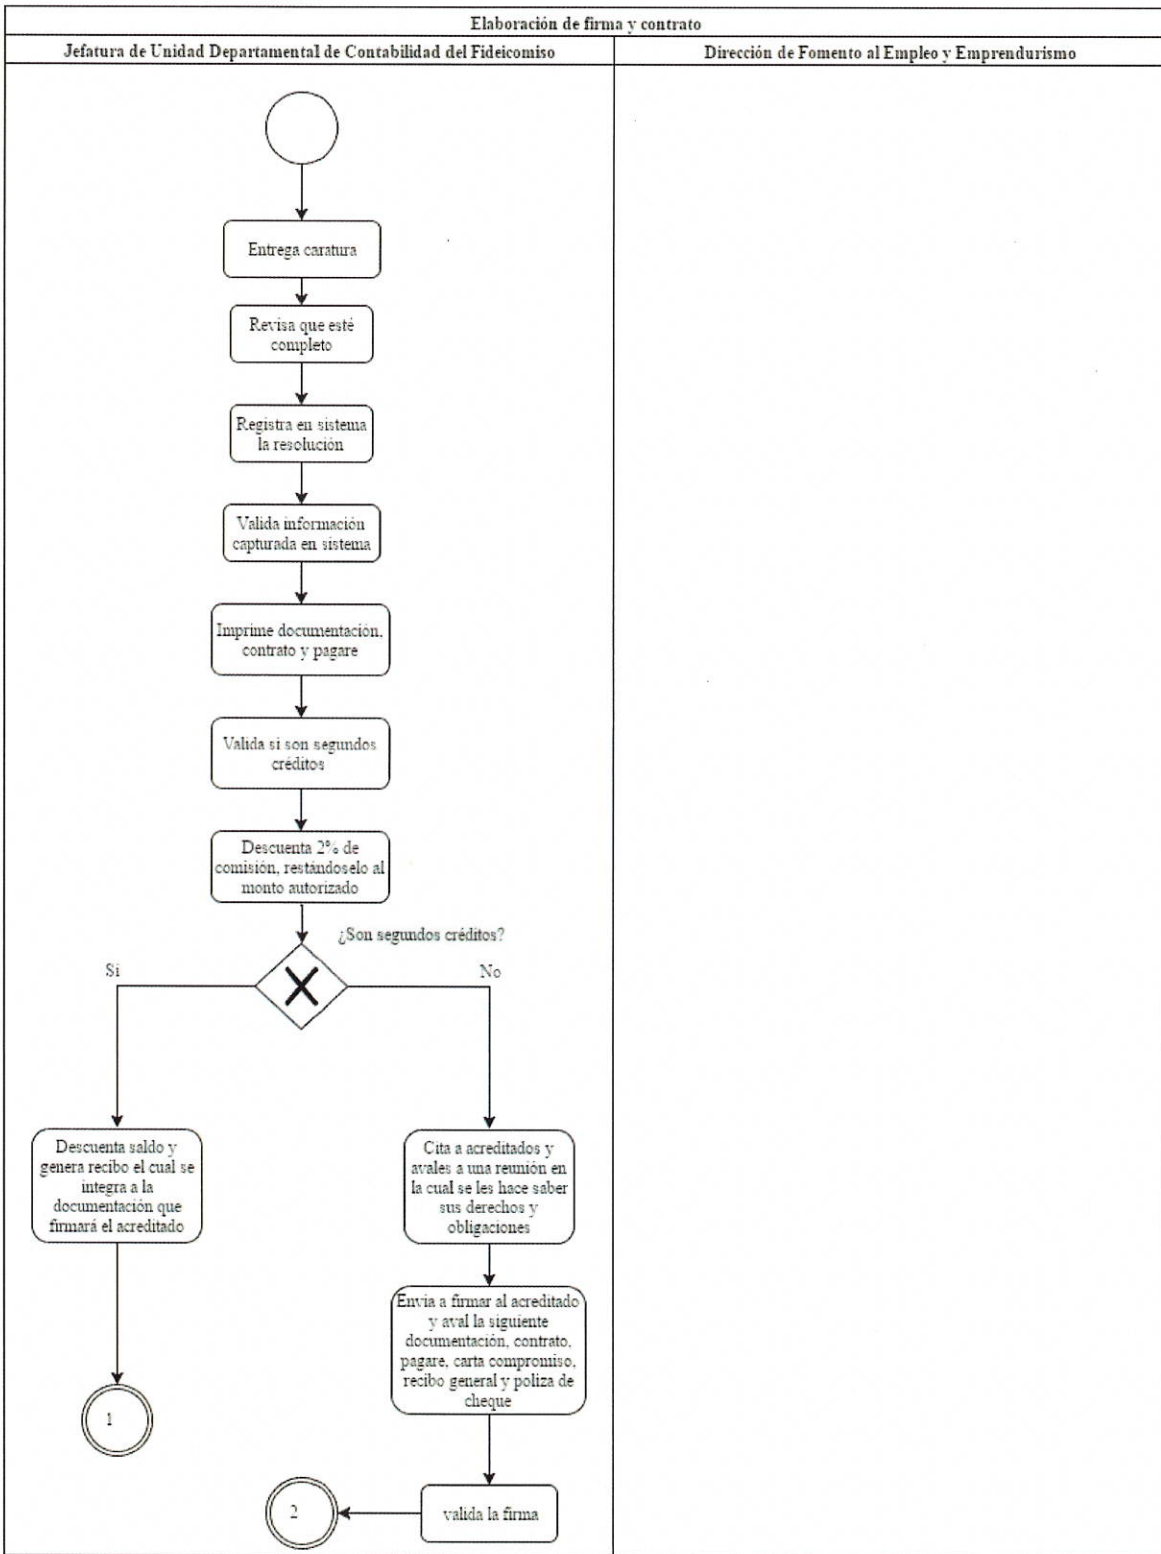 Elaboración de firma y contrato
Jefatura de Unidad Departamental de Contabilidad del Fideicomiso
Dirección de Fomento al Empleo y Emprendurismo
Entrega caratura
Revisa que esté
completo
Registra en sistema
la resolución
Valida información
capturada en sistema
Imprime documentación,
contrato y pagare
Valida si son segundos
créditos
Descuenta 2% de
comisión, restándoselo al
monto autorizado
¿Son segundos créditos?
Si
No
Descuenta saldo y
genera recibo el cual se
integra a la
documentación que
firmará el acreditado
Cita a acreditados y
avales a una reunión en
la cual se les hace saber
sus derechos y
obligaciones
Envia a firmar al acreditado
y aval la siguiente
documentación, contrato,
pagare, carta compromiso,
recibo general y poliza de
cheque
1
2
valida la firma